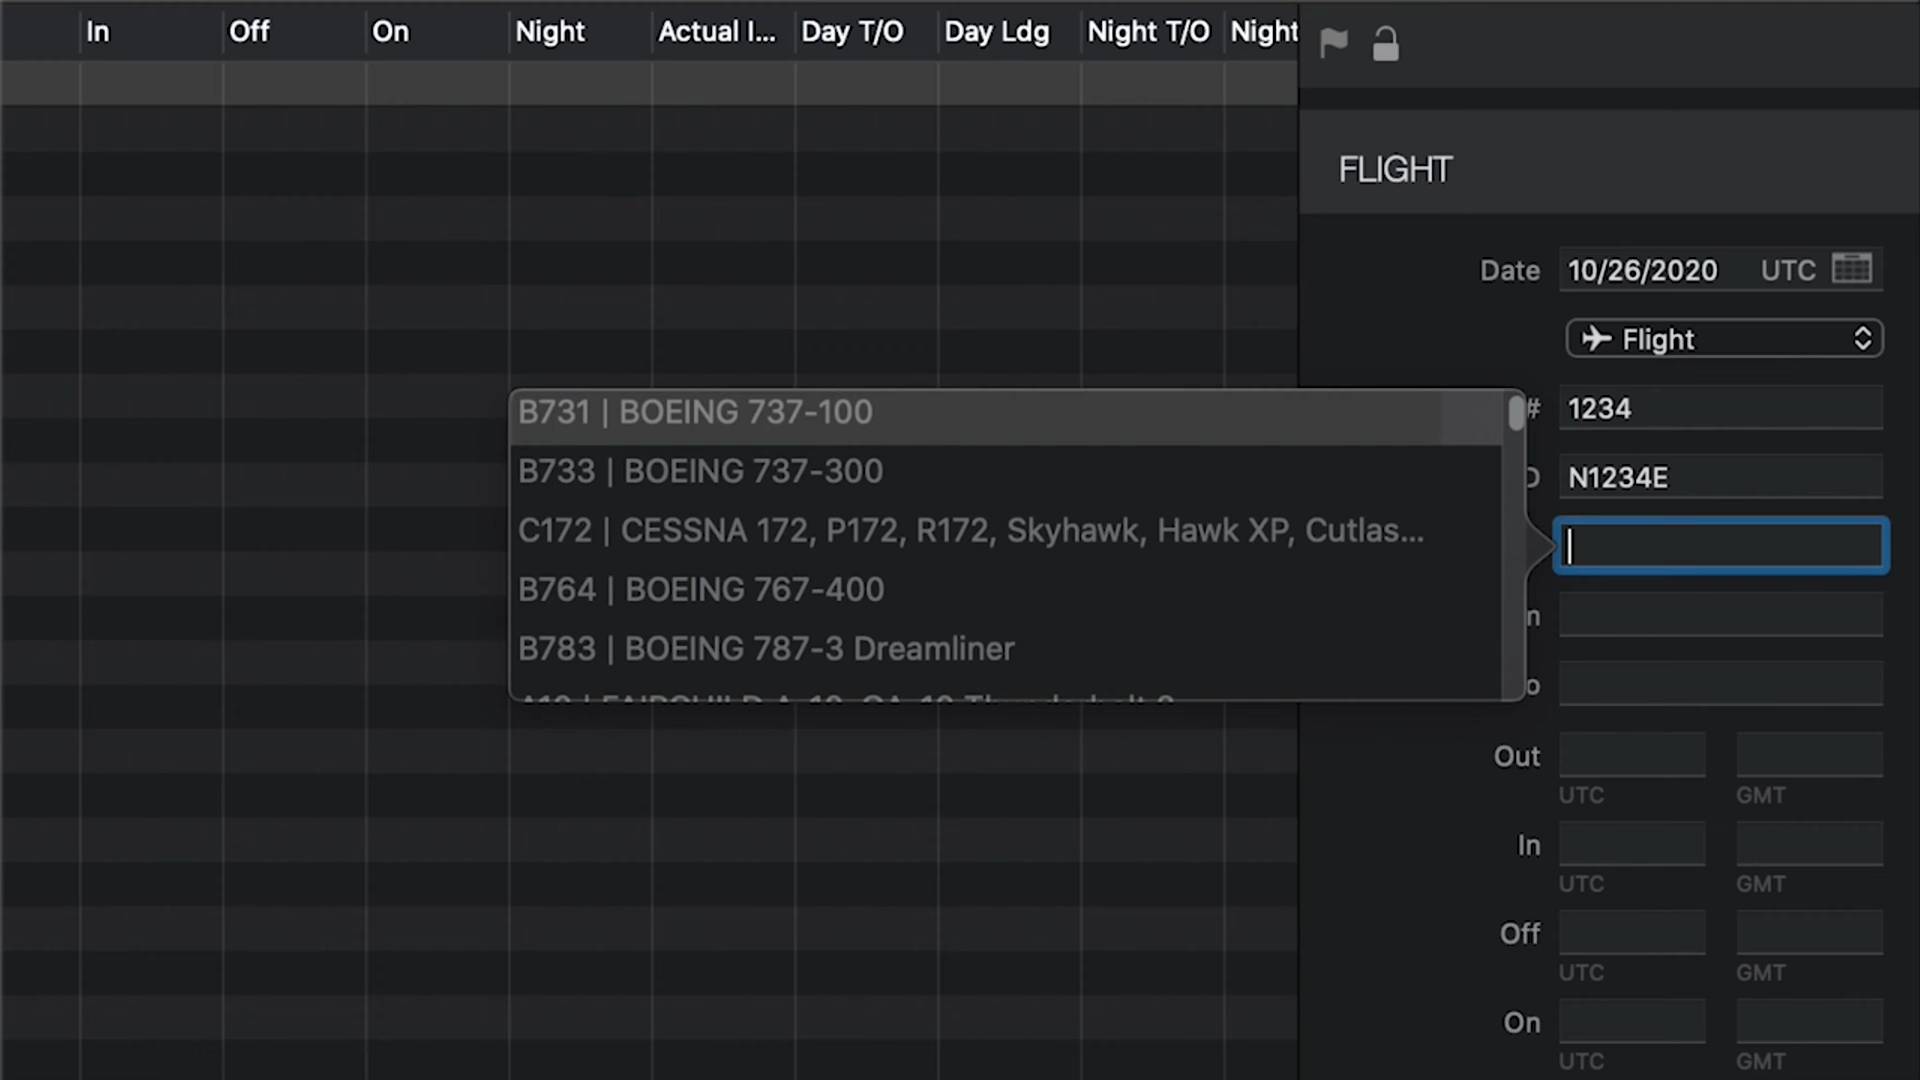 In Off On Night Actual I... Day T/O Day Ldg Night T/O Night
FLIGHT
Date 10/26/2020 UTC
Flight
# 1234
N1234E
B731 | BOEING 737-100
B733 | BOEING 737-300
C172 | CESSNA 172, P172, R172, Skyhawk, Hawk XP, Cutlas...
B764 | BOEING 767-400
B783 | BOEING 787-3 Dreamliner
n
o
Out
UTC GMT
In
UTC GMT
Off
UTC GMT
On
UTC GMT